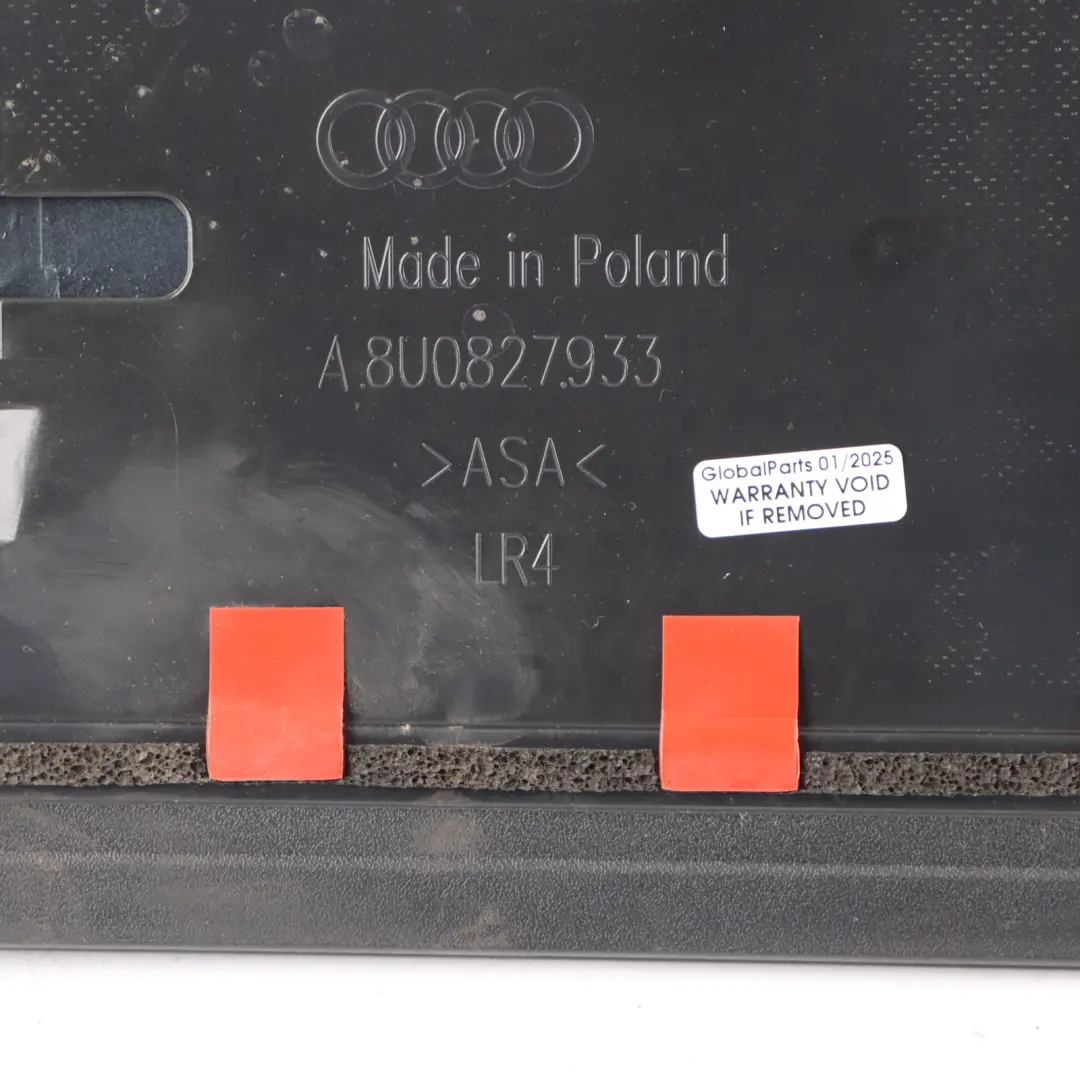 Made in Poland
A.8U0.827.933
>ASA<
LR4
GlobalParts 01/2025
WARRANTY VOID
IF REMOVED